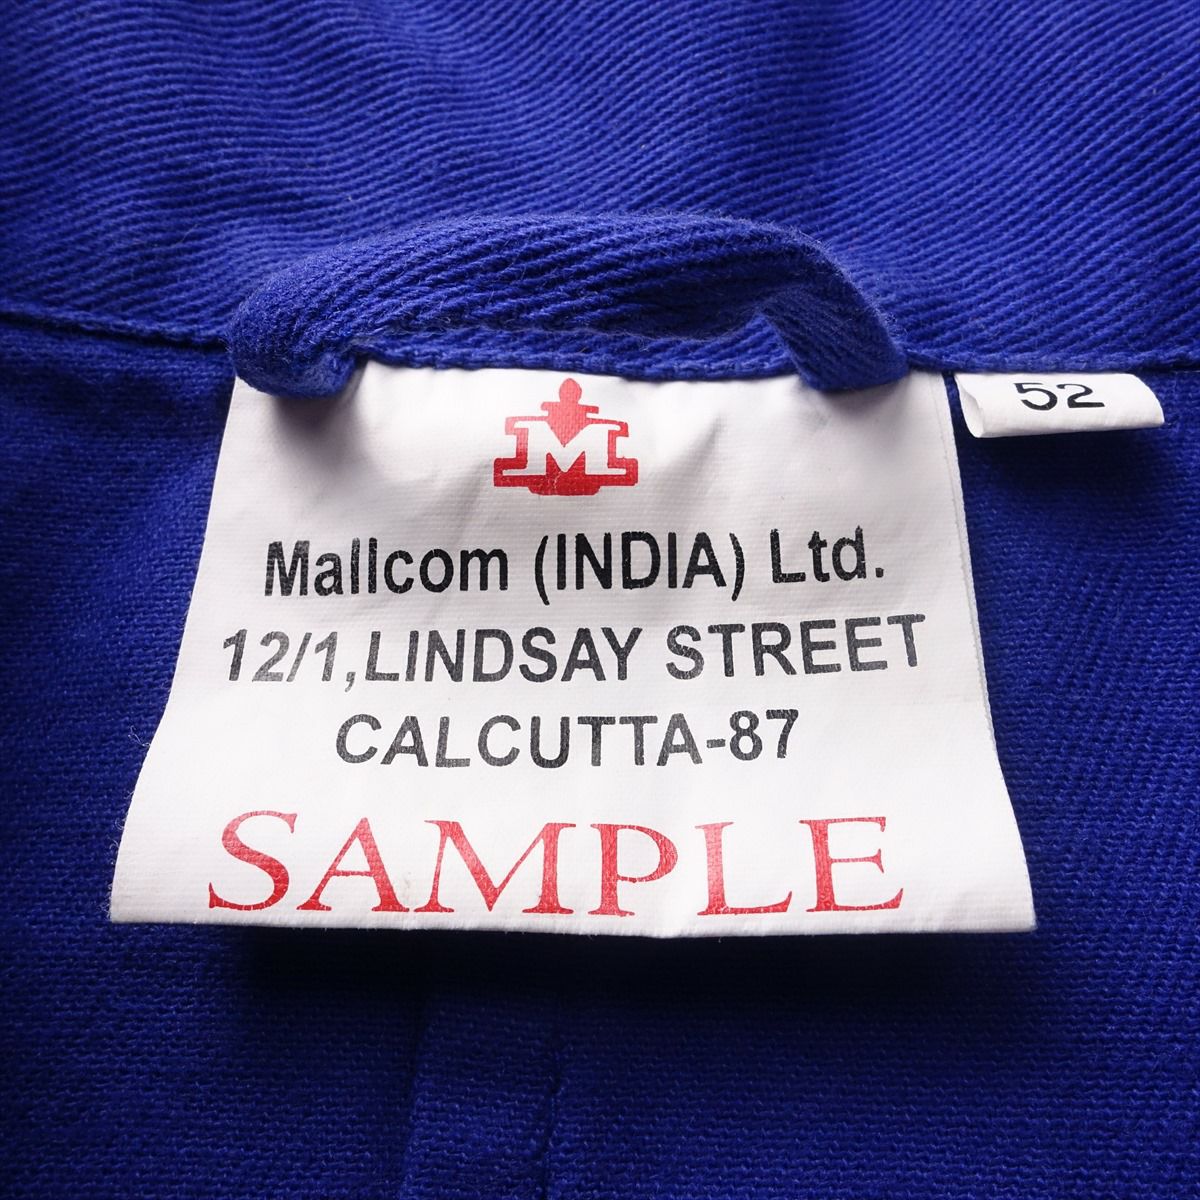 M
Mallcom (INDIA) Ltd.
12/1,LINDSAY STREET
CALCUTTA-87
SAMPLE
52